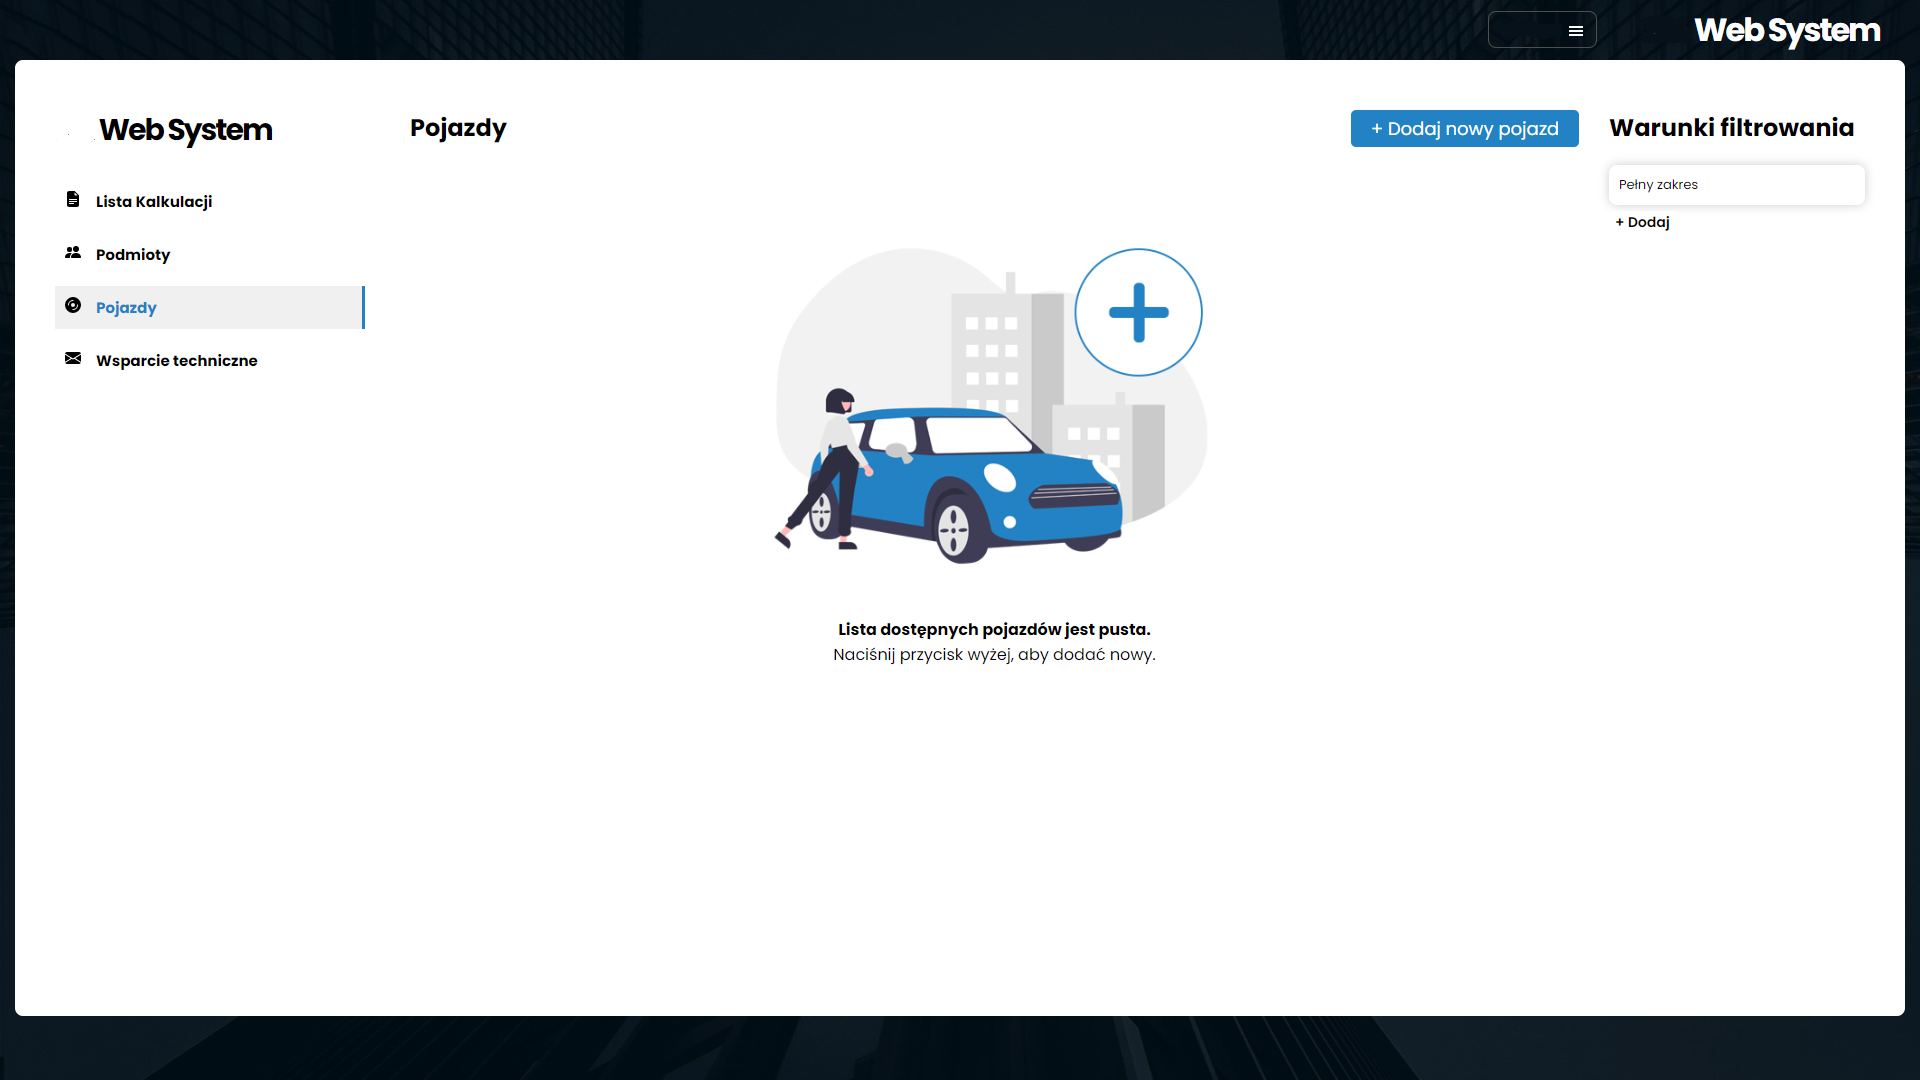 Web System
Web System
Lista Kalkulacji
Podmioty
Pojazdy
Wsparcie techniczne
Pojazdy
+ Dodaj nowy pojazd
Lista dostępnych pojazdów jest pusta.
Naciśnij przycisk wyżej, aby dodać nowy.
Warunki filtrowania
Pełny zakres
+ Dodaj